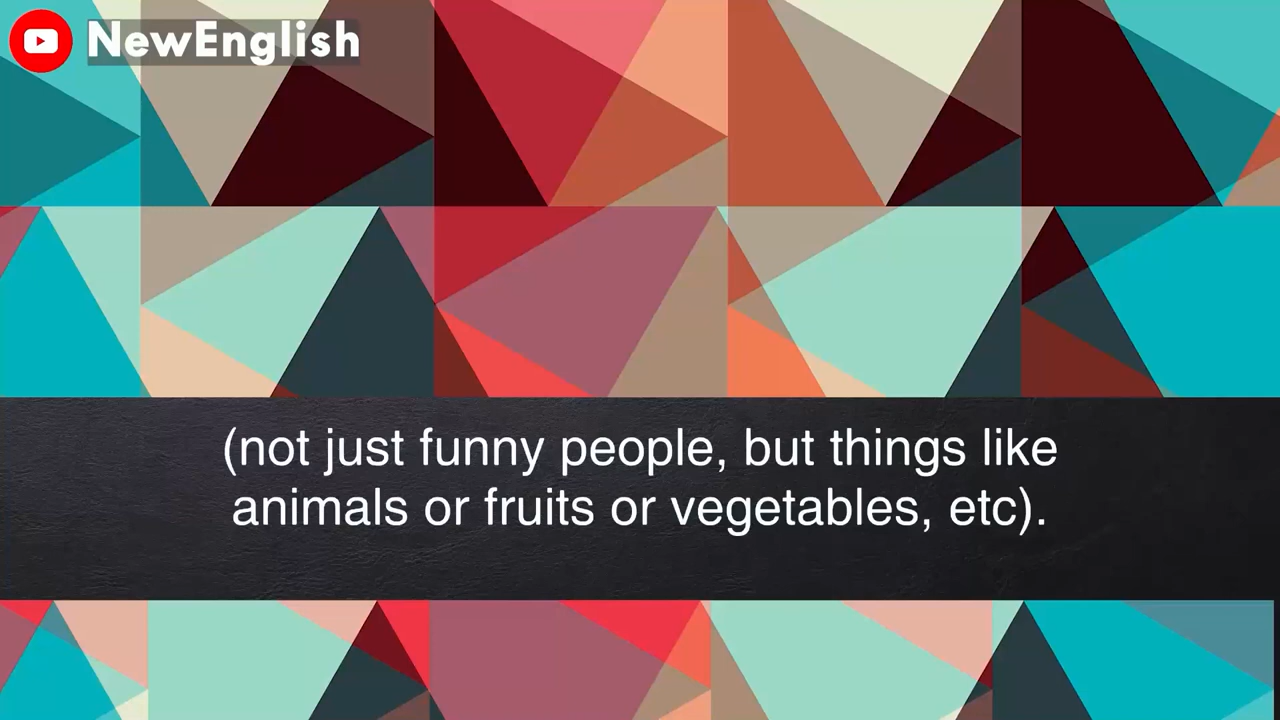 NewEnglish
(not just funny people, but things like
animals or fruits or vegetables, etc).